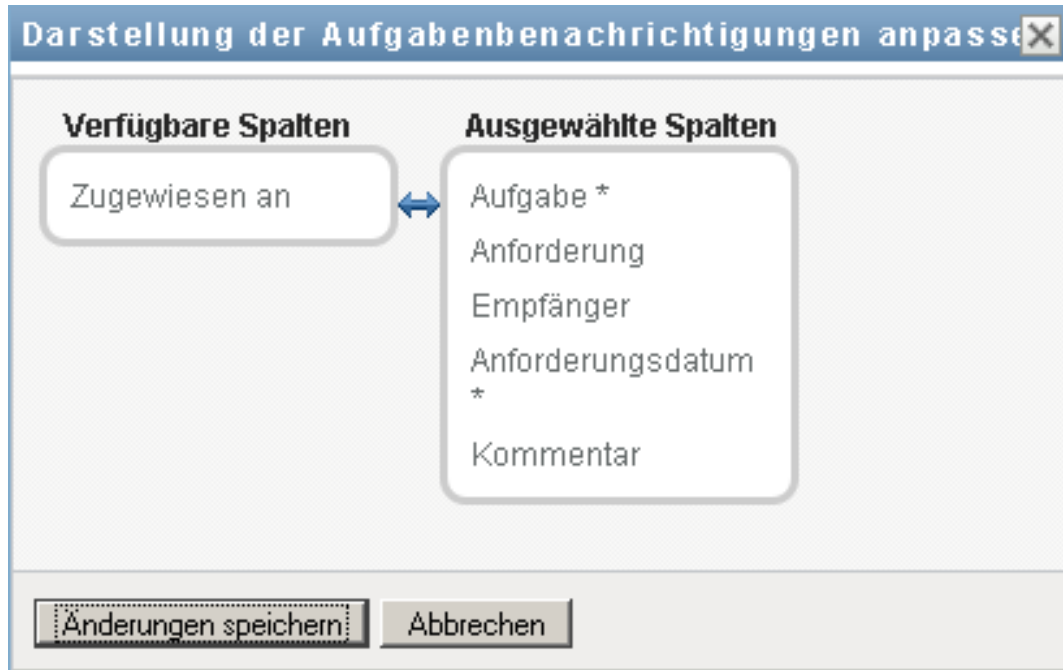 Darstellung der Aufgabenbenachrichtigungen anpasse
Verfügbare Spalten
Zugewiesen an
Ausgewählte Spalten
Aufgabe *
Anforderung
Empfänger
Anforderungsdatum
*
Kommentar
Änderungen speichern
Abbrechen